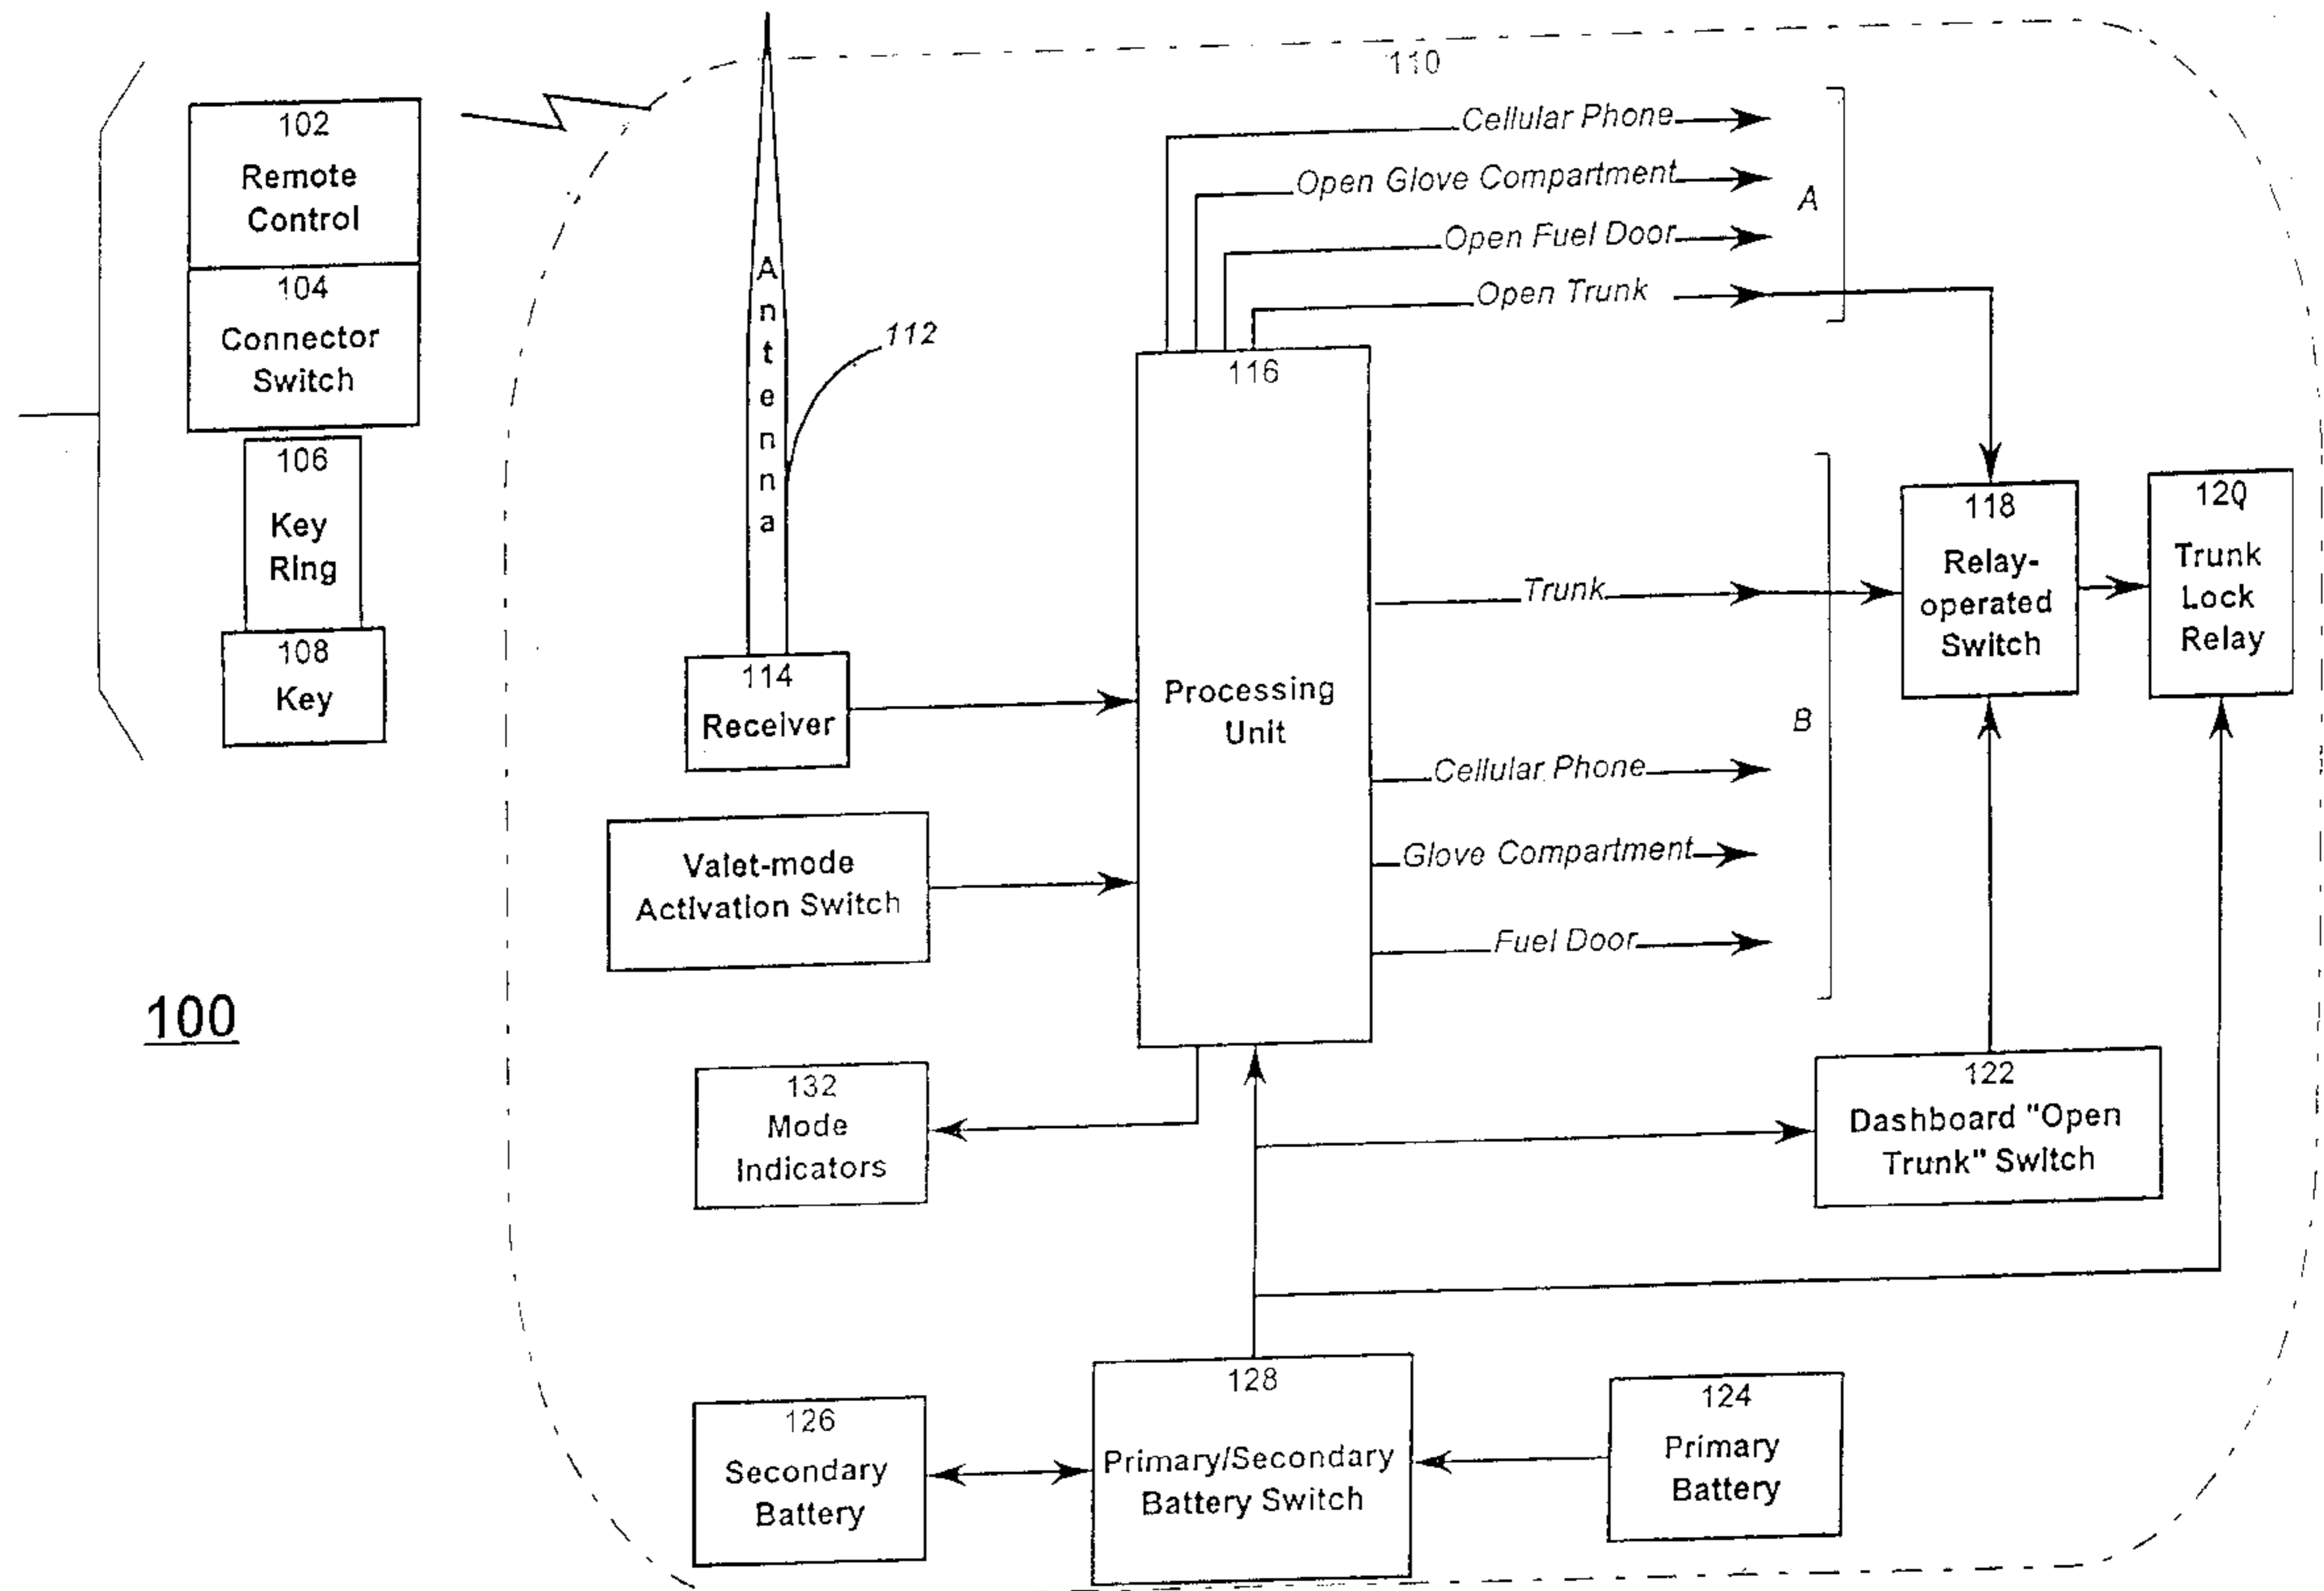 110
102
Remote
Control
104
Connector
Switch
106
Key
Ring
108
Key
100
Antenna
112
114
Receiver
Valet-mode
Activation Switch
132
Mode
Indicators
116
Processing
Unit
Cellular Phone
Open Glove Compartment
Open Fuel Door
Open Trunk
A
Trunk
Cellular Phone
Glove Compartment
Fuel Door
B
118
Relay-
operated
Switch
120
Trunk
Lock
Relay
122
Dashboard "Open
Trunk" Switch
126
Secondary
Battery
128
Primary/Secondary
Battery Switch
124
Primary
Battery